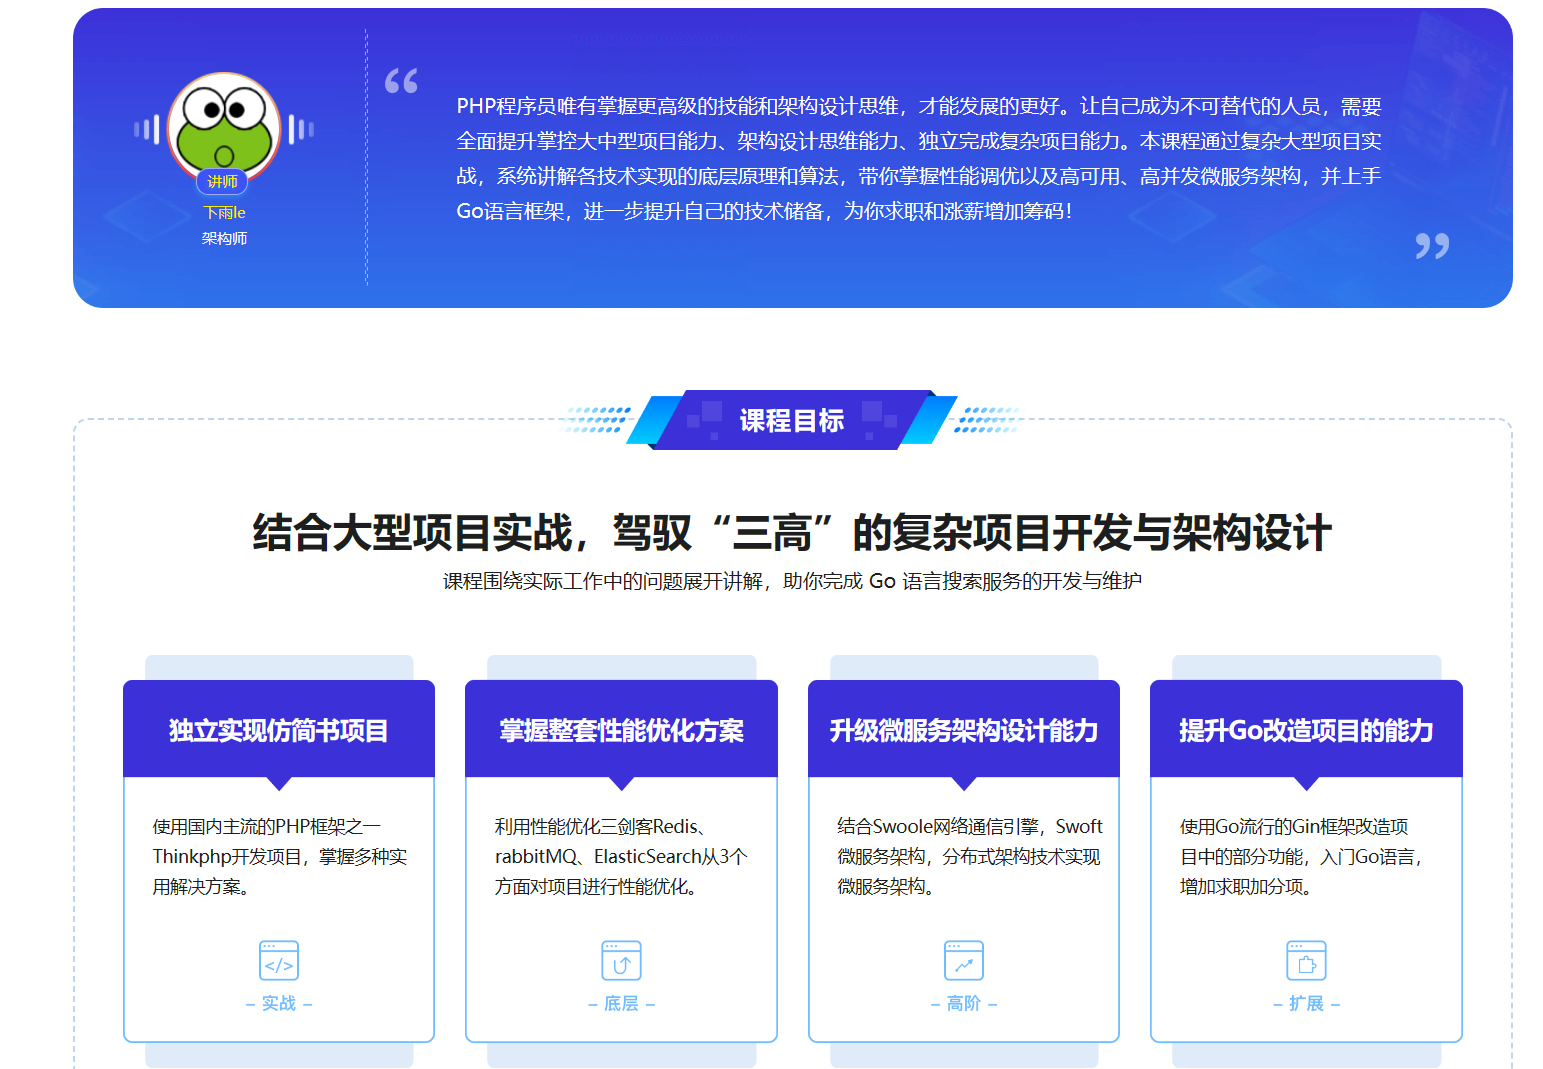 讲师
下雨le
架构师
PHP程序员唯有掌握更高级的技能和架构设计思维，才能发展的更好。让自己成为不可替代的人员，需要
全面提升掌控大中型项目能力、架构设计思维能力、独立完成复杂项目能力。本课程通过复杂大型项目实
战，系统讲解各技术实现的底层原理和算法，带你掌握性能调优以及高可用、高并发微服务架构，并上手
Go语言框架，进一步提升自己的技术储备，为你求职和涨薪增加筹码！
课程目标
结合大型项目实战，驾驭“三高”的复杂项目开发与架构设计
课程围绕实际工作中的问题展开讲解，助你完成 Go 语言搜索服务的开发与维护
独立实现仿简书项目
使用国内主流的PHP框架之一
Thinkphp开发项目，掌握多种实
用解决方案。
– 实战 –
掌握整套性能优化方案
利用性能优化三剑客Redis、
rabbitMQ、ElasticSearch从3个
方面对项目进行性能优化。
– 底层 –
升级微服务架构设计能力
结合Swoole网络通信引擎，Swoft
微服务架构，分布式架构技术实现
微服务架构。
– 高阶 –
提升Go改造项目的能力
使用Go流行的Gin框架改造项
目中的部分功能，入门Go语言，
增加求职加分项。
– 扩展 –